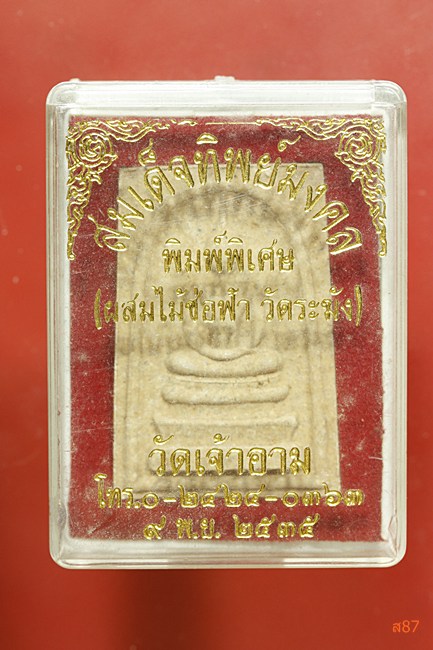 สมเด็จทิพย์มงคล
พิมพ์พิเศษ
(ผสมไม้ช่อฟ้า วัดระฆัง)
วัดเจ้าอาม
โทร.๐-๒๔๒๔-๐๓๖๓
๙ พ.ย. ๒๕๓๕
ส87